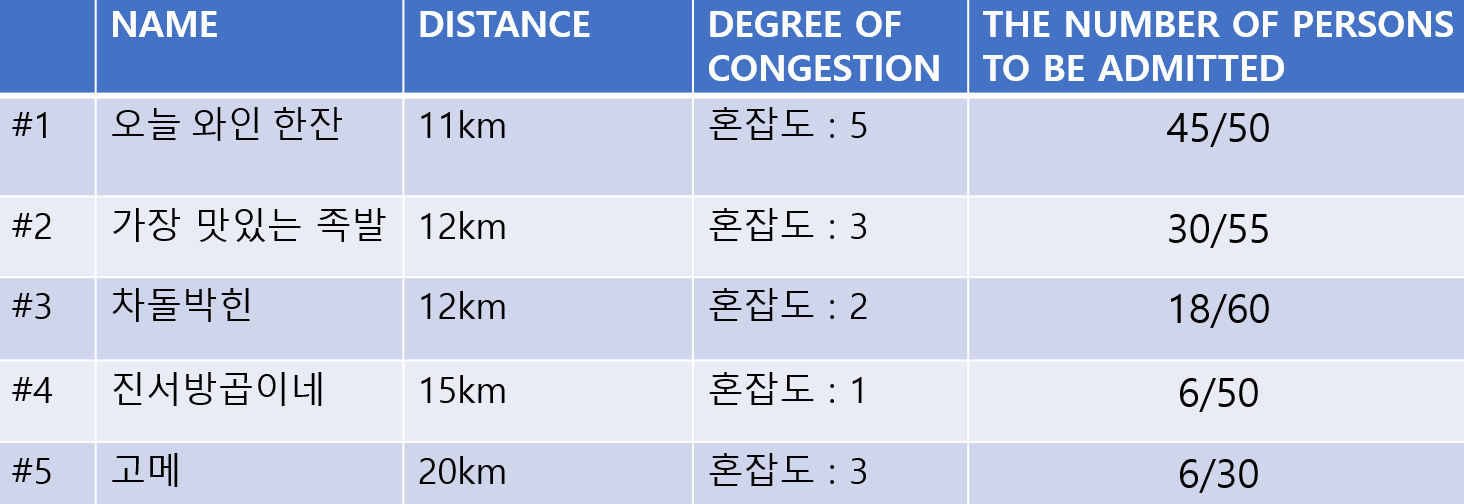 NAME DISTANCE DEGREE OF CONGESTION THE NUMBER OF PERSONS TO BE ADMITTED
#1 오늘 와인 한잔 11km 혼잡도 : 5 45/50
#2 가장 맛있는 족발 12km 혼잡도 : 3 30/55
#3 차돌박힌 12km 혼잡도 : 2 18/60
#4 진서방곱이네 15km 혼잡도 : 1 6/50
#5 고메 20km 혼잡도 : 3 6/30